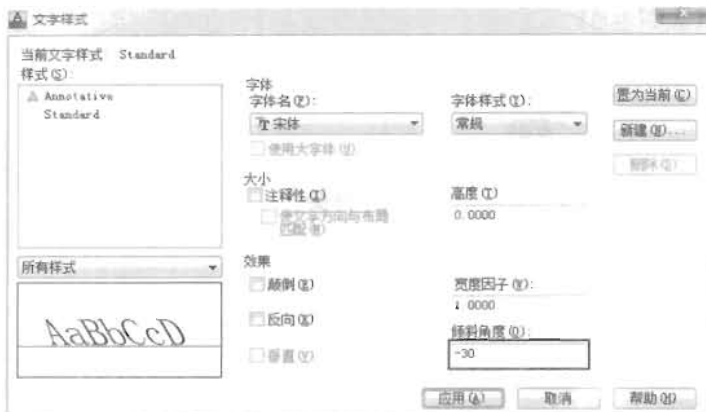 文字样式
当前文字样式 Standard
样式(S):
Annotative
Standard
所有样式
AaBbCcD
字体
字体名(F):
宋体
使用大字体(U)
字体样式(Y):
常规
大小
注释性(I)
使文字方向与布局
匹配(M)
高度(T)
0.0000
效果
颠倒(E)
反向(K)
垂直(V)
宽度因子(W):
1.0000
倾斜角度(O):
-30
置为当前(C)
新建(N)...
删除(D)
应用(A)
取消
帮助(H)